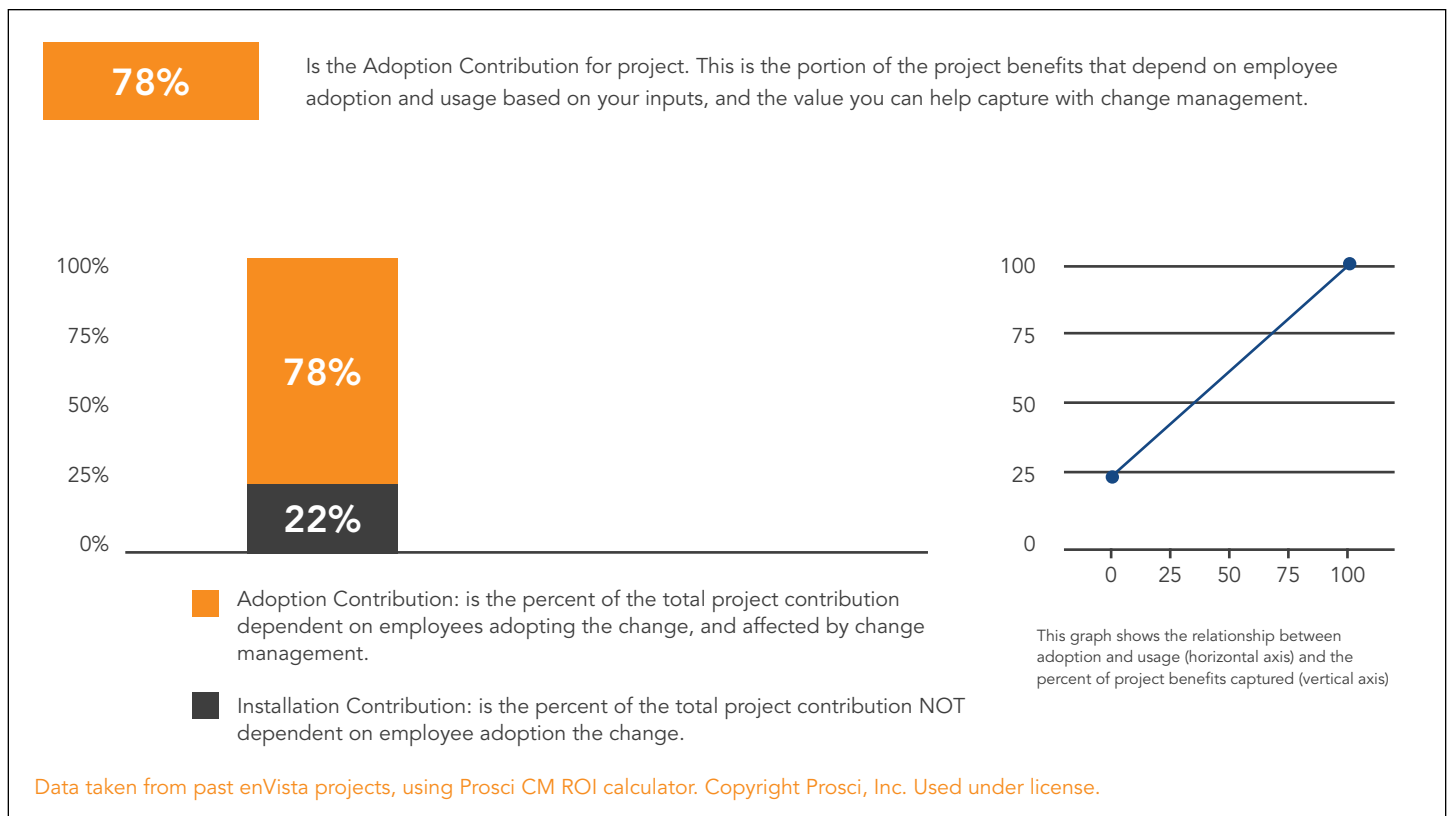 78%
Is the Adoption Contribution for project. This is the portion of the project benefits that depend on employee
adoption and usage based on your inputs, and the value you can help capture with change management.
100%
75%
50%
25%
0%
78%
22%
Adoption Contribution: is the percent of the total project contribution
dependent on employees adopting the change, and affected by change
management.
Installation Contribution: is the percent of the total project contribution NOT
dependent on employee adoption the change.
100
75
50
25
0
0 25 50 75 100
This graph shows the relationship between
adoption and usage (horizontal axis) and the
percent of project benefits captured (vertical axis)
Data taken from past enVista projects, using Prosci CM ROI calculator. Copyright Prosci, Inc. Used under license.